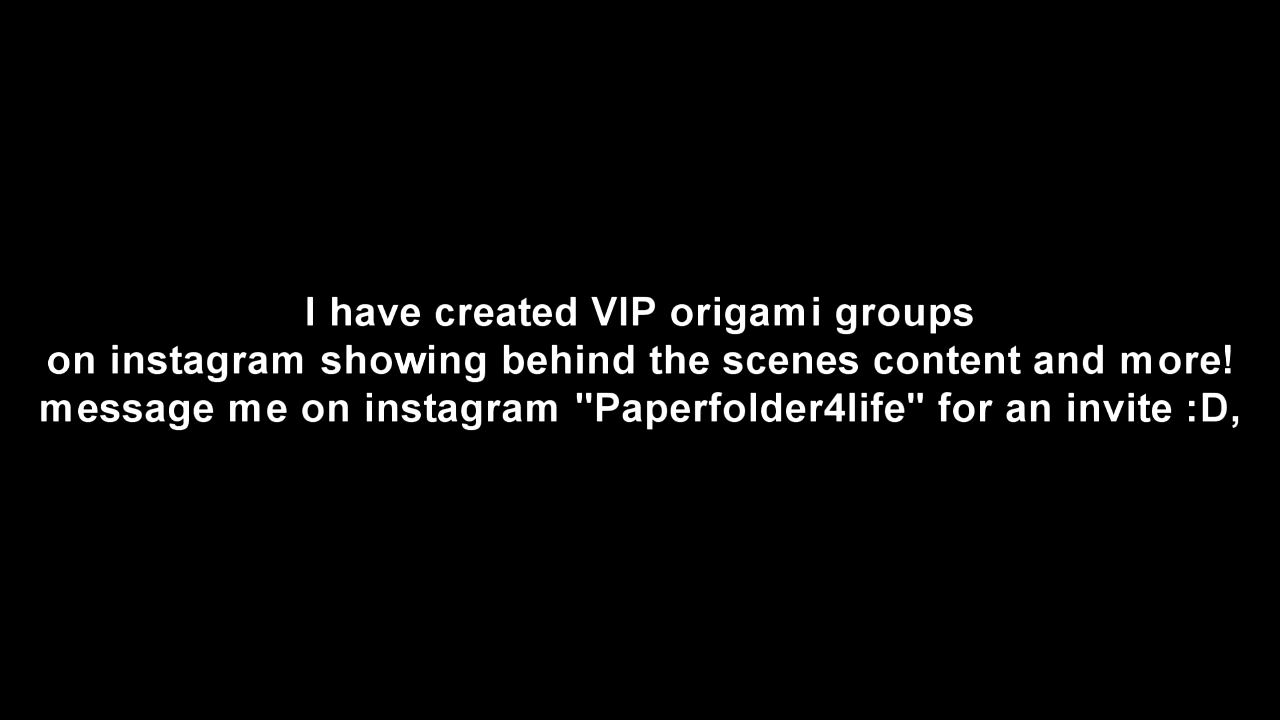 I have created VIP origami groups
on instagram showing behind the scenes content and more!
message me on instagram "Paperfolder4life" for an invite :D,